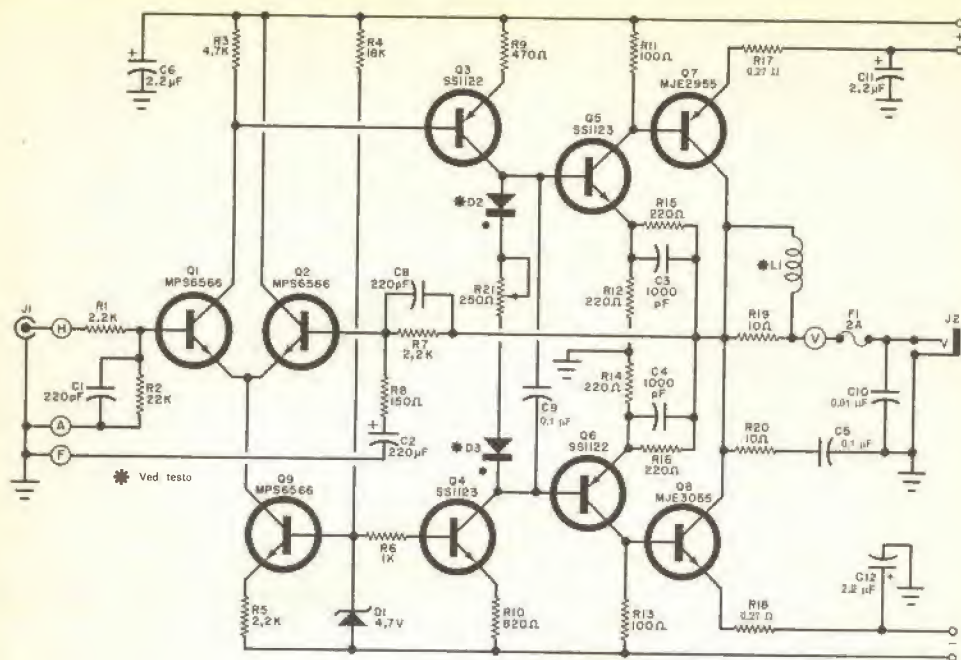 C6
2.2µF
R3
4.7K
R4
18K
R9
470Ω
R11
100Ω
R17
0.27 Ω
C11
2.2µF
+
+
+
Q3
SS1122
Q5
SS1123
Q7
MJE2955
✱D2
R15
220Ω
✱L1
Q1
MPS6566
Q2
MPS6566
C8
220pF
R21
250Ω
R12
220Ω
C3
1000
pF
J1
H
R1
2.2K
R7
2,2K
R19
10Ω
V
F1
2A
J2
C1
220pF
R2
22K
R8
150Ω
R14
220Ω
C4
1000
pF
C10
0,01 µF
A
F
+
C2
220µF
C9
0,1 µF
R20
10Ω
C5
0,1 µF
✱ Ved. testo
✱D3
Q6
SS1122
R16
220Ω
Q9
MPS6566
Q4
SS1123
Q8
MJE3055
R6
1K
C12
2,2 µF
+
R5
2,2K
D1
4,7V
R10
820Ω
R13
100Ω
R18
0.27Ω
-
-